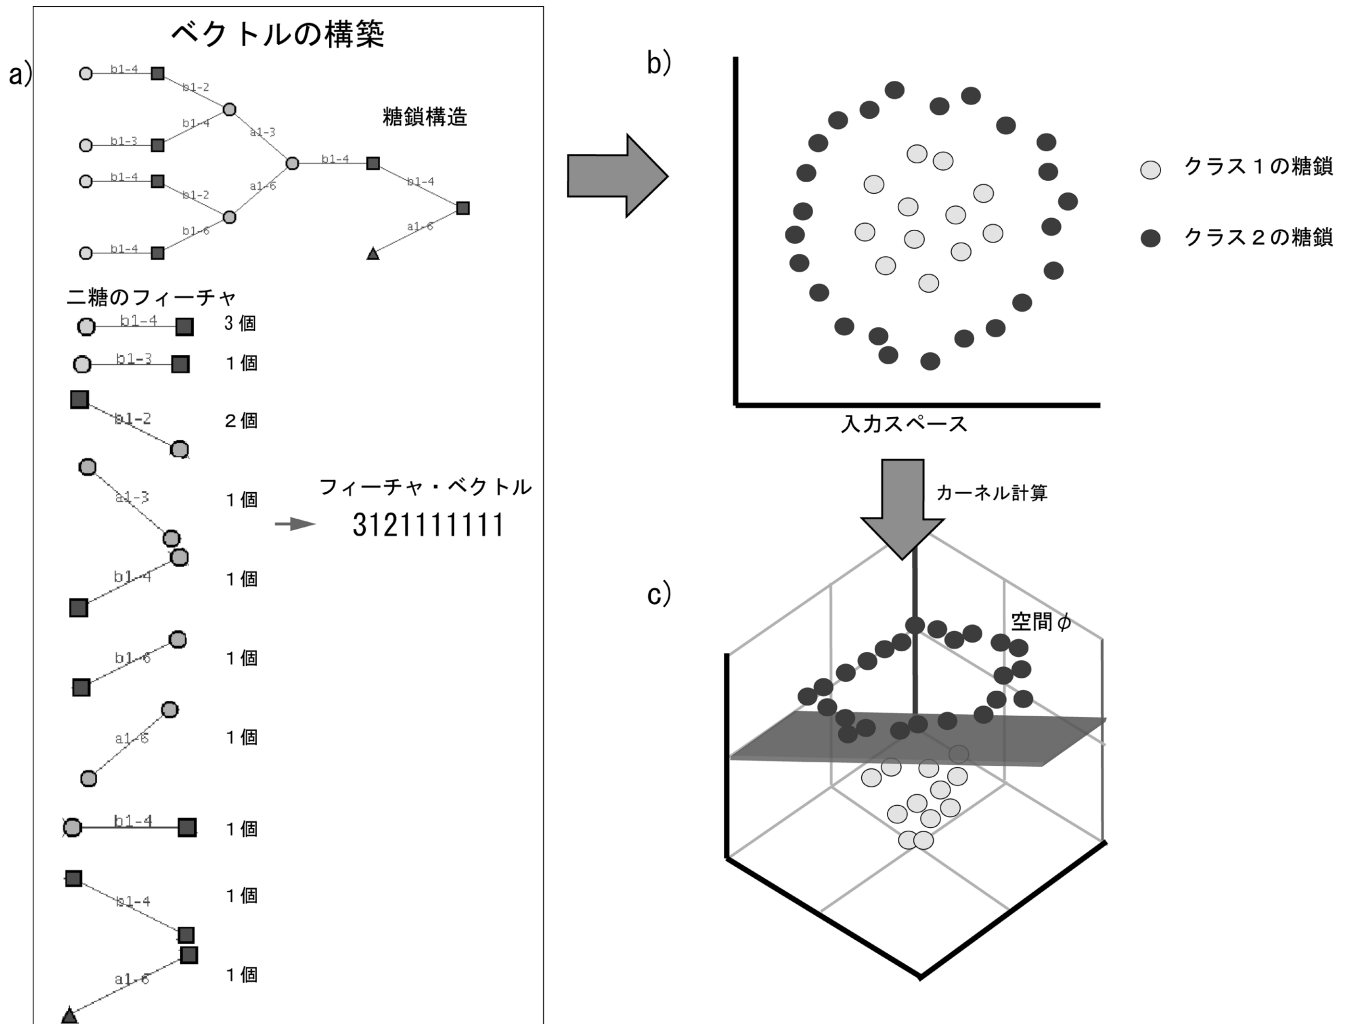 ベクトルの構築
a)
b1-4
b1-2
糖鎖構造
b1-4
a1-3
b1-3
b1-4
b1-4
b1-4
a1-6
b1-2
b1-6
a1-6
b1-4
二糖のフィーチャ
b1-4
3個
b1-3
1個
b1-2
2個
a1-3
1個
b1-4
1個
b1-6
1個
a1-6
1個
b1-4
1個
b1-4
1個
a1-6
1個
フィーチャ・ベクトル
3121111111
b)
クラス1の糖鎖
クラス2の糖鎖
入力スペース
カーネル計算
c)
空間φ